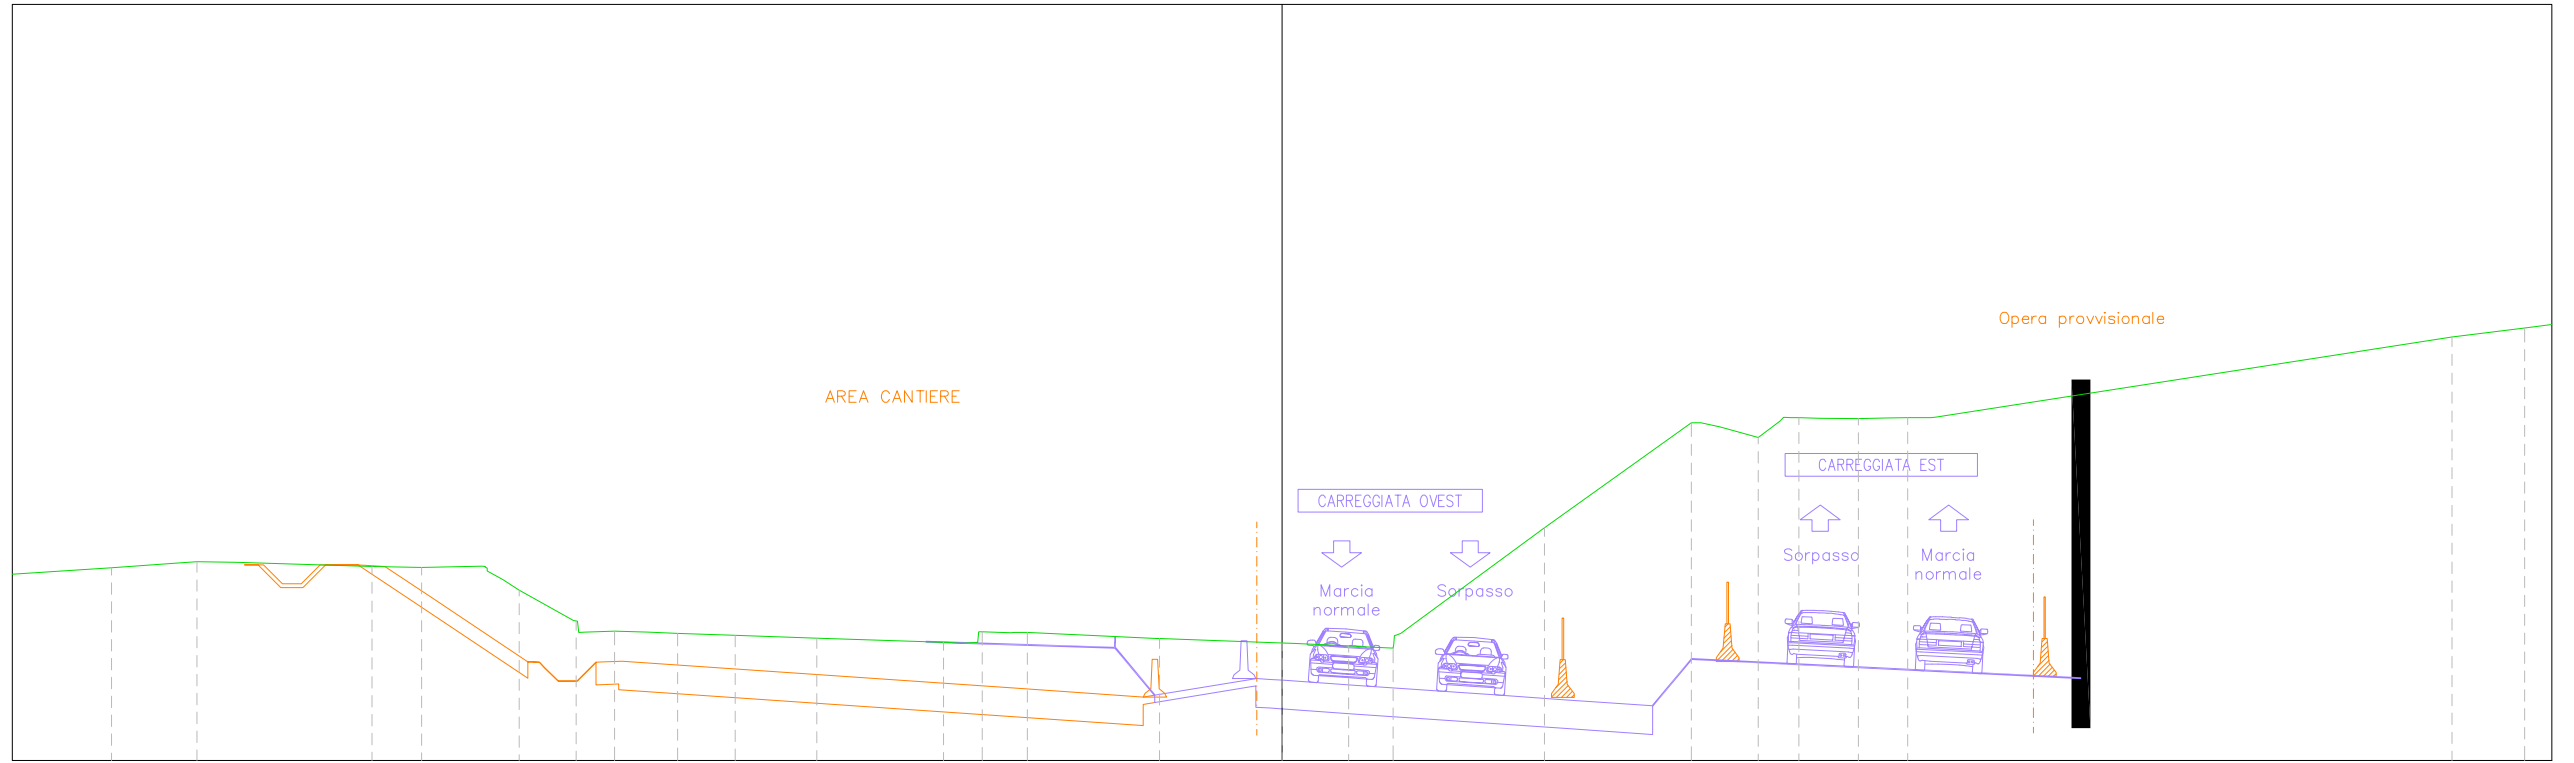 Opera provvisionale
AREA CANTIERE
CARREGGIATA OVEST
Marcia
normale
Sorpasso
CARREGGIATA EST
Sorpasso
Marcia
normale